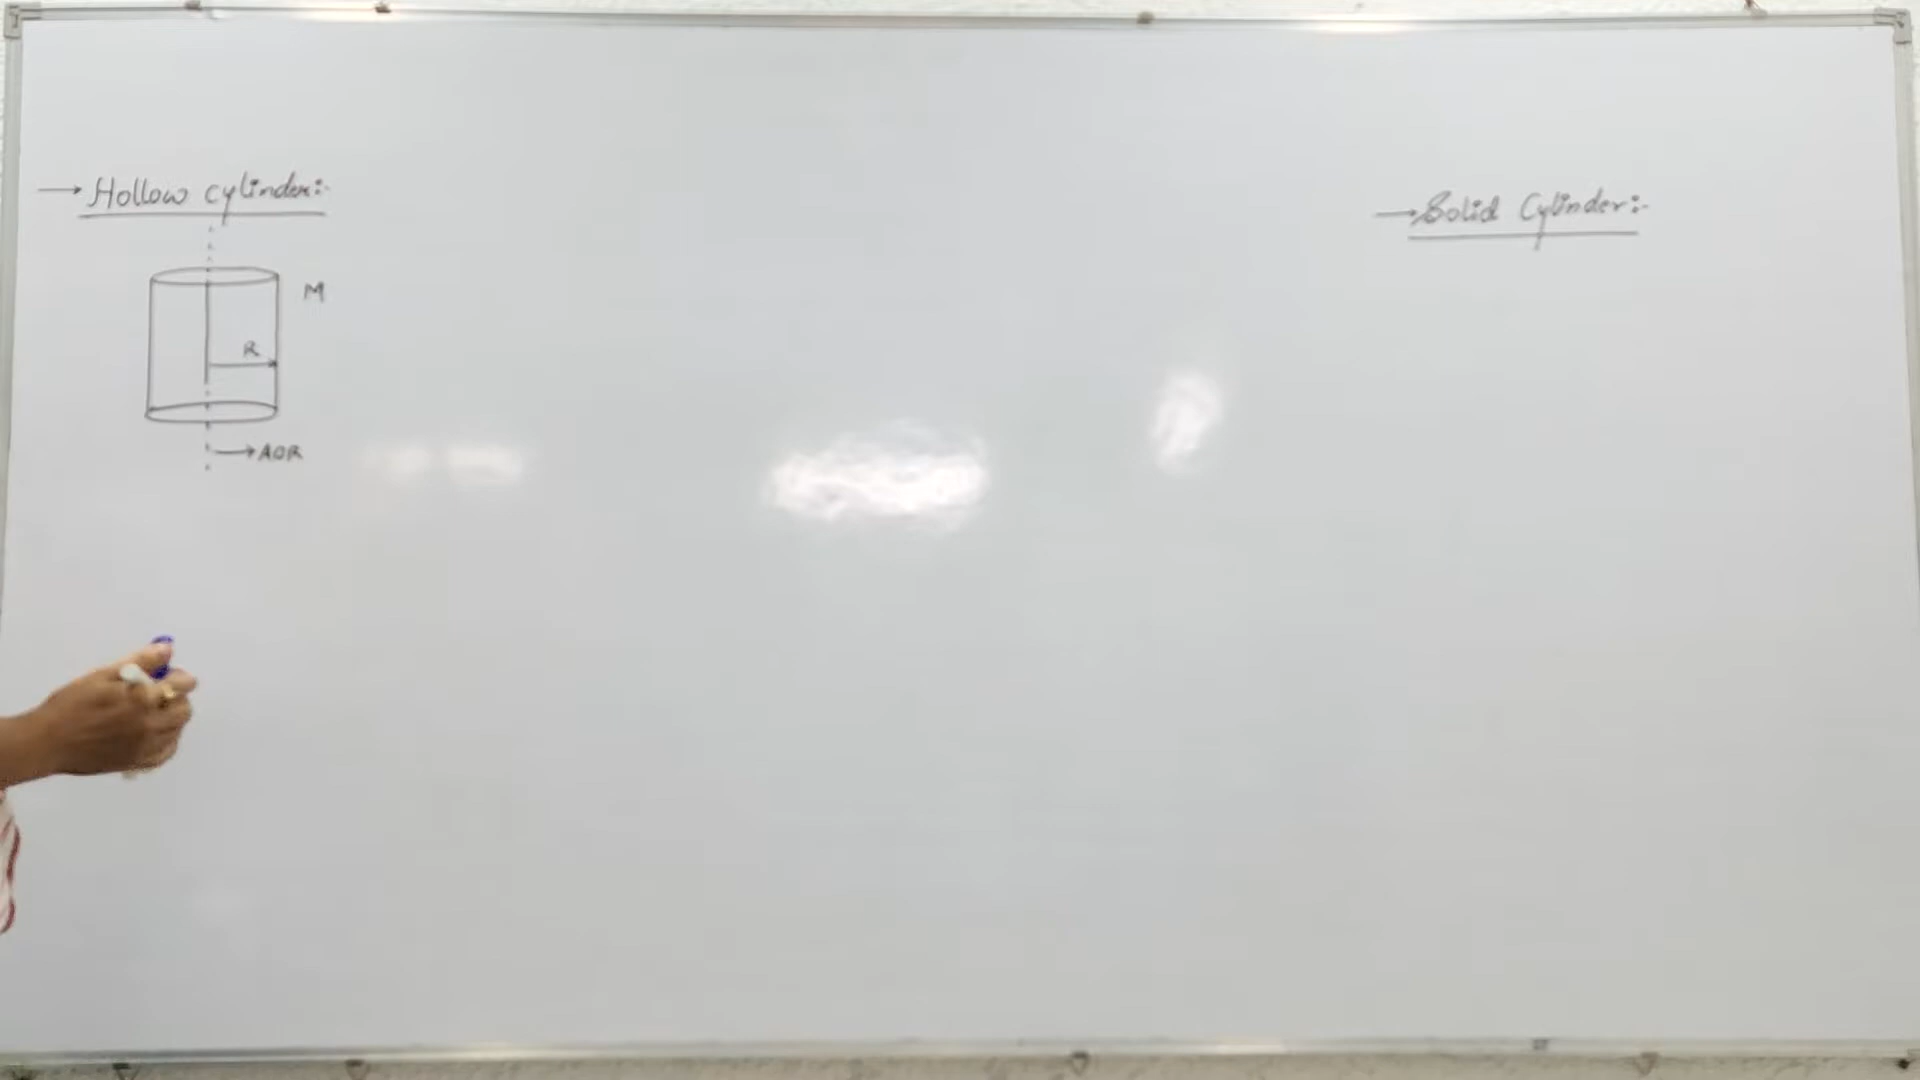 → Hollow cylinder:-
M
R
→AOR
→ Solid Cylinder:-